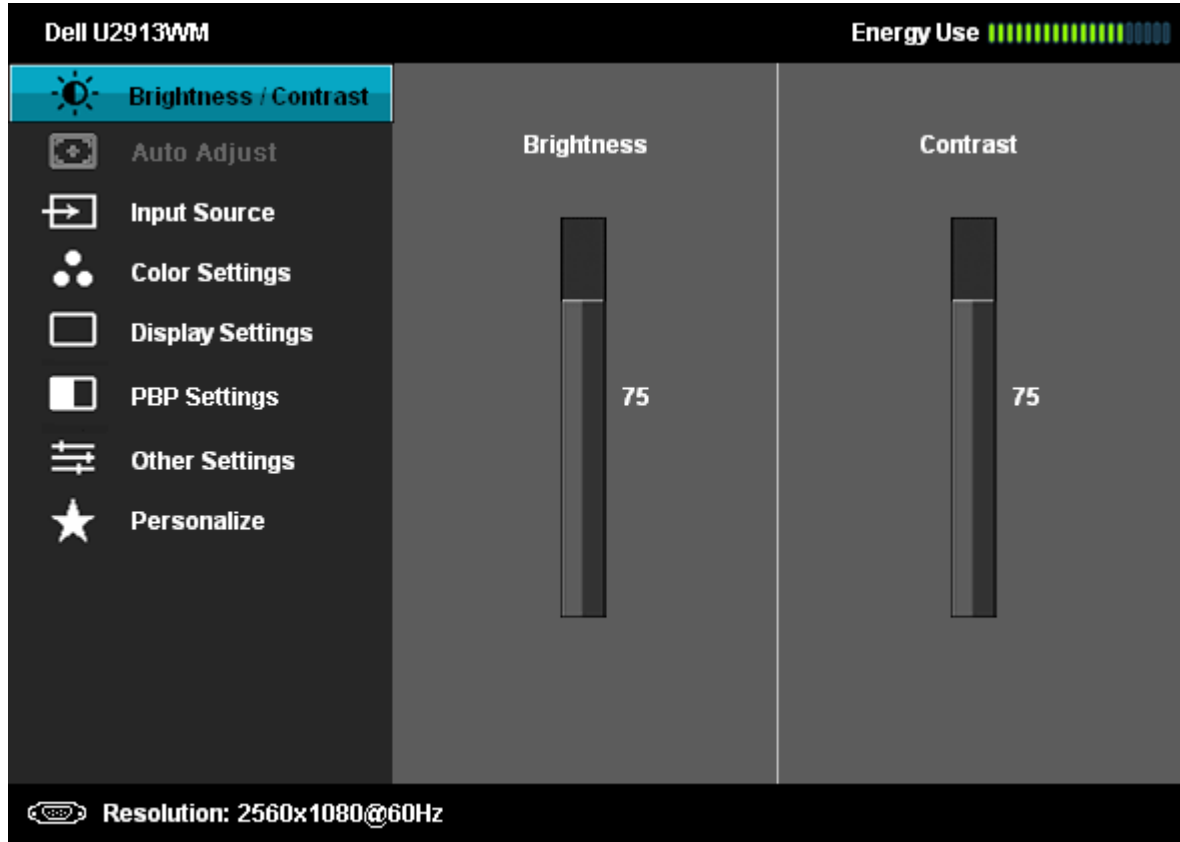 Dell U2913WM
Energy Use
Brightness / Contrast
Auto Adjust
Input Source
Color Settings
Display Settings
PBP Settings
Other Settings
Personalize
Brightness
75
Contrast
75
Resolution: 2560x1080@60Hz